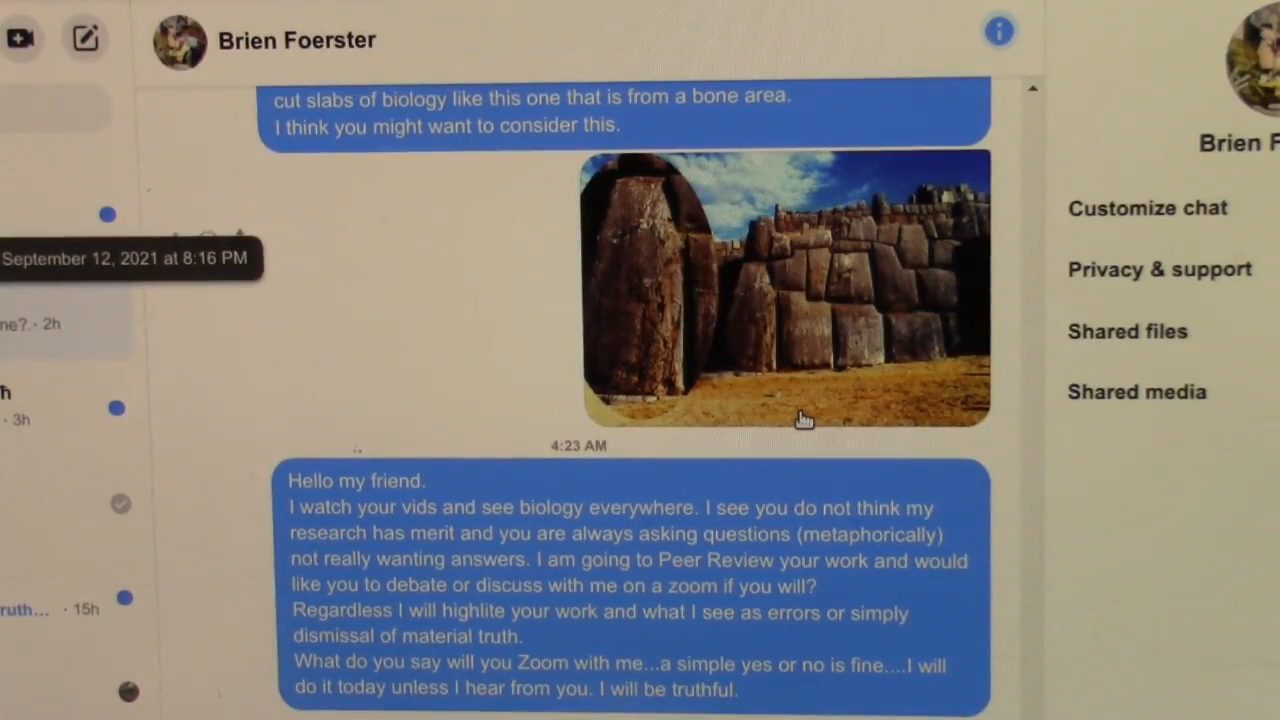 Brien Foerster
cut slabs of biology like this one that is from a bone area.
I think you might want to consider this.
September 12, 2021 at 8:16 PM
· 2h
· 3h
· 15h
4:23 AM
Hello my friend.
I watch your vids and see biology everywhere. I see you do not think my
research has merit and you are always asking questions (metaphorically)
not really wanting answers. I am going to Peer Review your work and would
like you to debate or discuss with me on a zoom if you will?
Regardless I will highlite your work and what I see as errors or simply
dismissal of material truth.
What do you say will you Zoom with me...a simple yes or no is fine....I will
do it today unless I hear from you. I will be truthful.
Brien F
Customize chat
Privacy & support
Shared files
Shared media